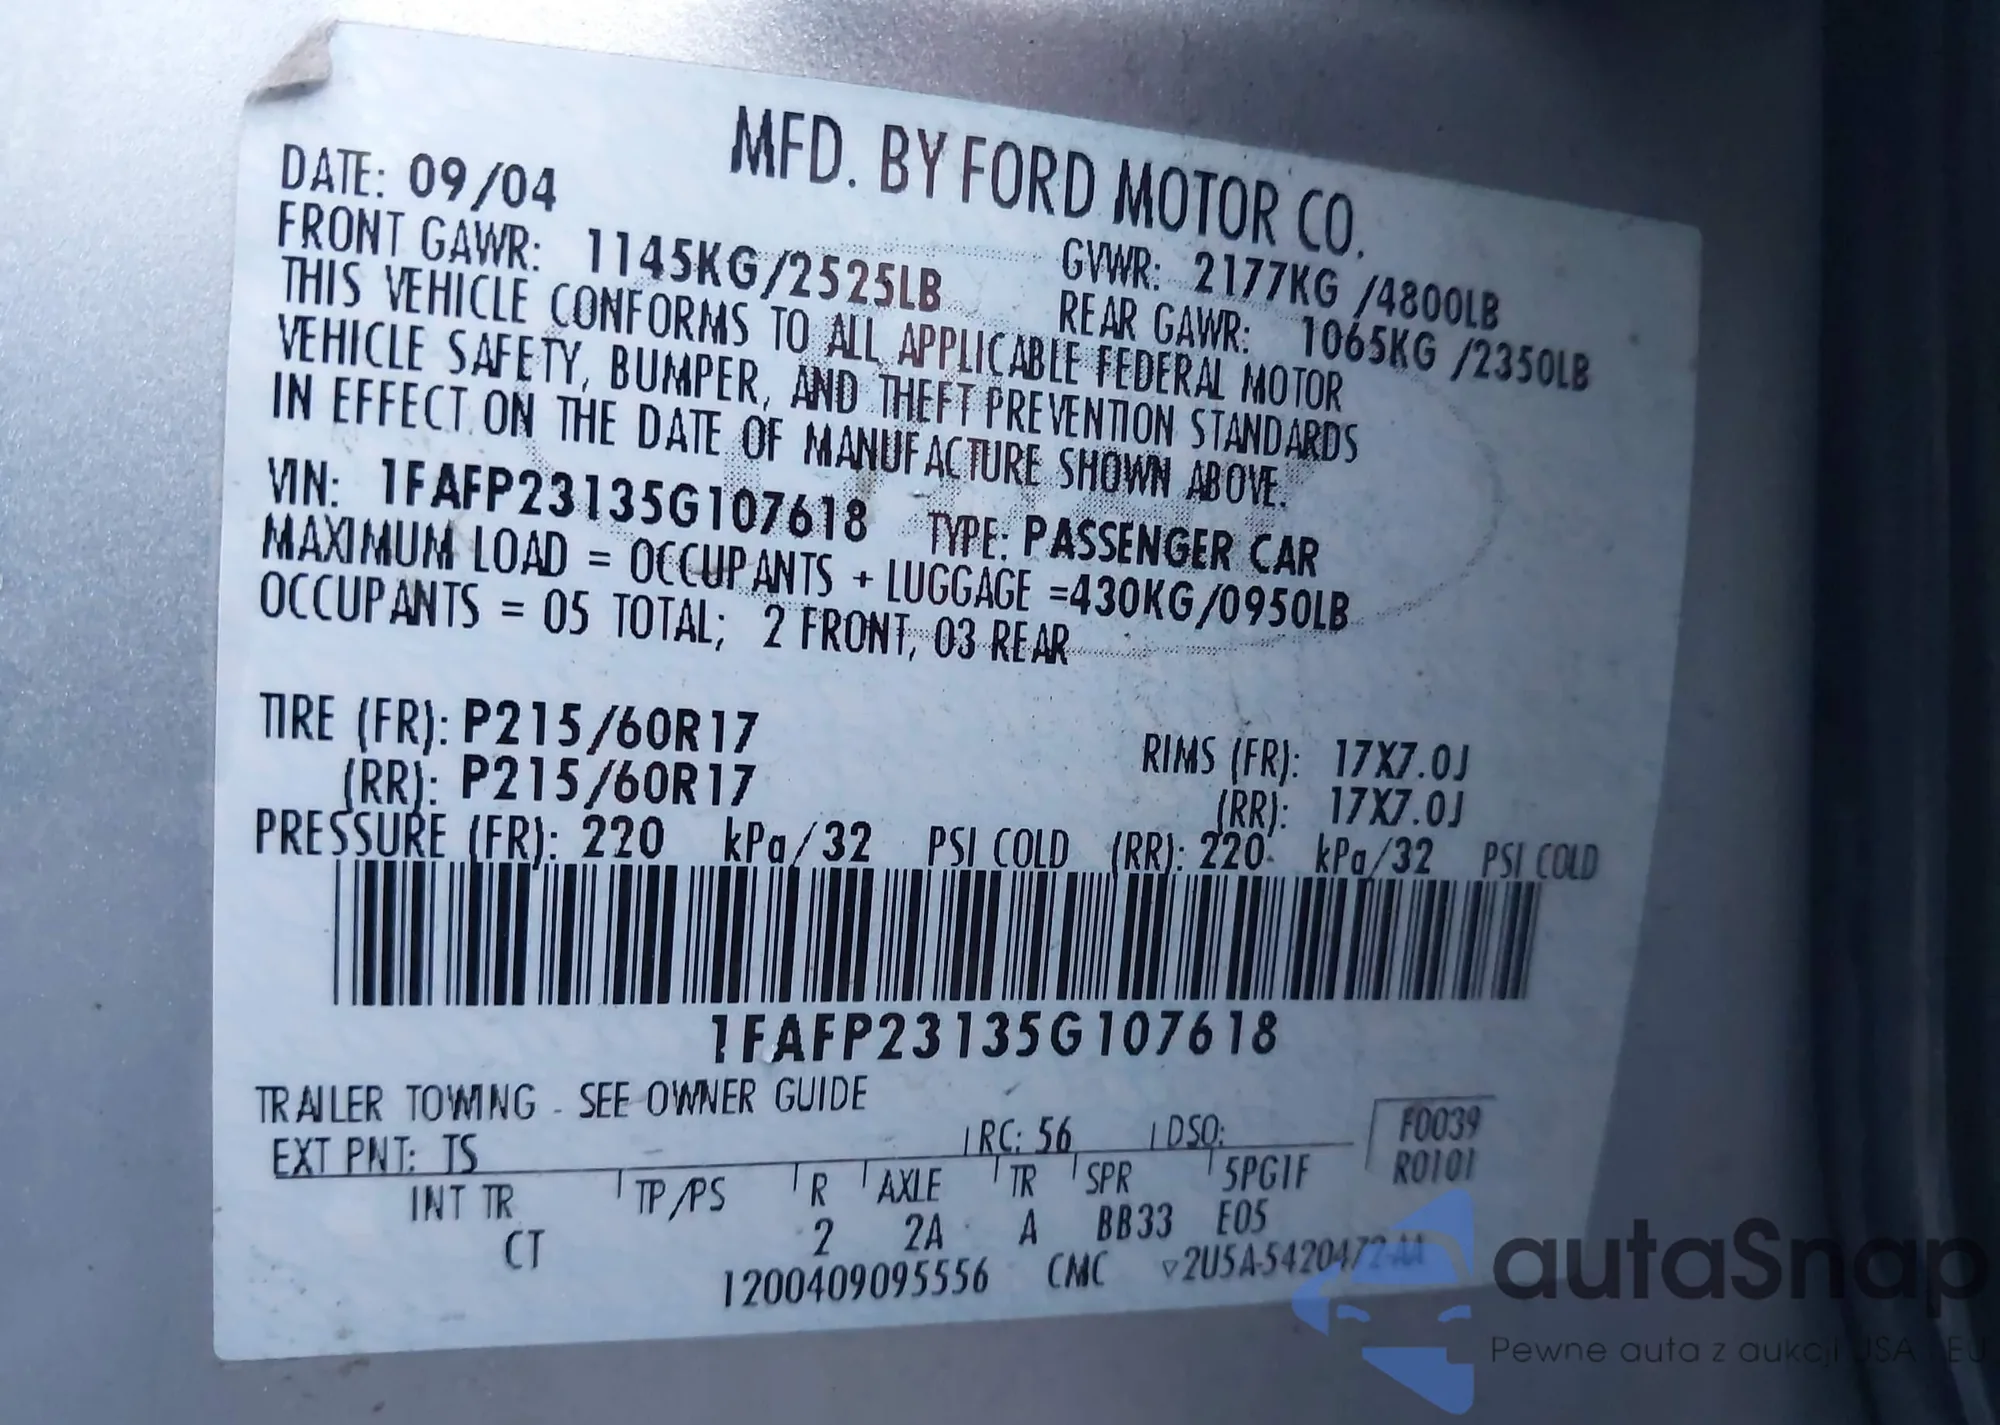 MFD. BY FORD MOTOR CO.
DATE: 09/04
GVWR: 2177KG /4800LB
FRONT GAWR: 1145KG/2525LB REAR GAWR: 1065KG /2350LB
THIS VEHICLE CONFORMS TO ALL APPLICABLE FEDERAL MOTOR
VEHICLE SAFETY, BUMPER, AND THEFT PREVENTION STANDARDS
IN EFFECT ON THE DATE OF MANUFACTURE SHOWN ABOVE.
VIN: 1FAFP23135G107618 TYPE: PASSENGER CAR
MAXIMUM LOAD = OCCUPANTS + LUGGAGE =430KG/0950LB
OCCUPANTS = 05 TOTAL; 2 FRONT, 03 REAR
TIRE (FR): P215/60R17 RIMS (FR): 17X7.0J
(RR): P215/60R17 (RR): 17X7.0J
PRESSURE (FR): 220 kPa/32 PSI COLD (RR): 220 kPa/32 PSI COLD
1FAFP23135G107618
TRAILER TOWING - SEE OWNER GUIDE
EXT PNT: TS RC: 56 DSO: F0039
R0101
INT TR TP/PS R AXLE TR SPR 5PG1F
CT 2 2A A BB33 E05
1200409095556 CMC ▽2U5A-5420472-AA
autaSnap
Pewne auta z aukcji USA i EU